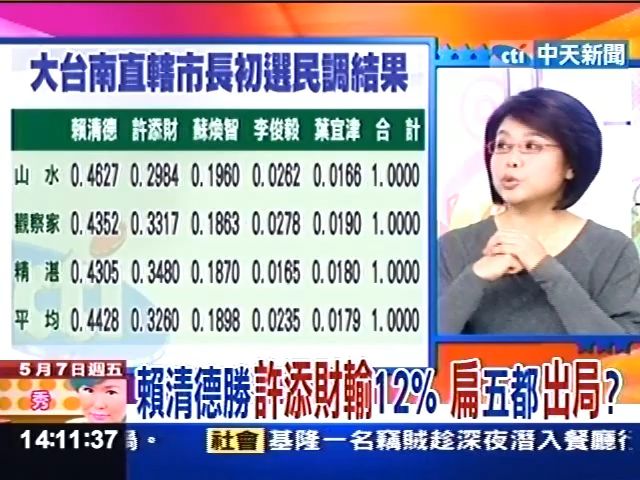 大台南直轄市長初選民調結果
cti 中天新聞
賴清德 許添財 蘇煥智 李俊毅 葉宜津 合 計
山 水 0.4627 0.2984 0.1960 0.0262 0.0166 1.0000
觀察家 0.4352 0.3317 0.1863 0.0278 0.0190 1.0000
精 湛 0.4305 0.3480 0.1870 0.0165 0.0180 1.0000
平 均 0.4428 0.3260 0.1898 0.0235 0.0179 1.0000
5月7日週五
秀
賴清德勝許添財輸12% 扁五都出局?
14:11:37 。 社會 基隆一名竊賊趁深夜潛入餐廳